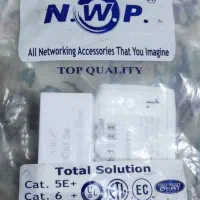 N.W.P.
All Networking Accessories That You Imagine
TOP QUALITY
Total Solution
Cat. 5E+
Cat. 6 +
EC